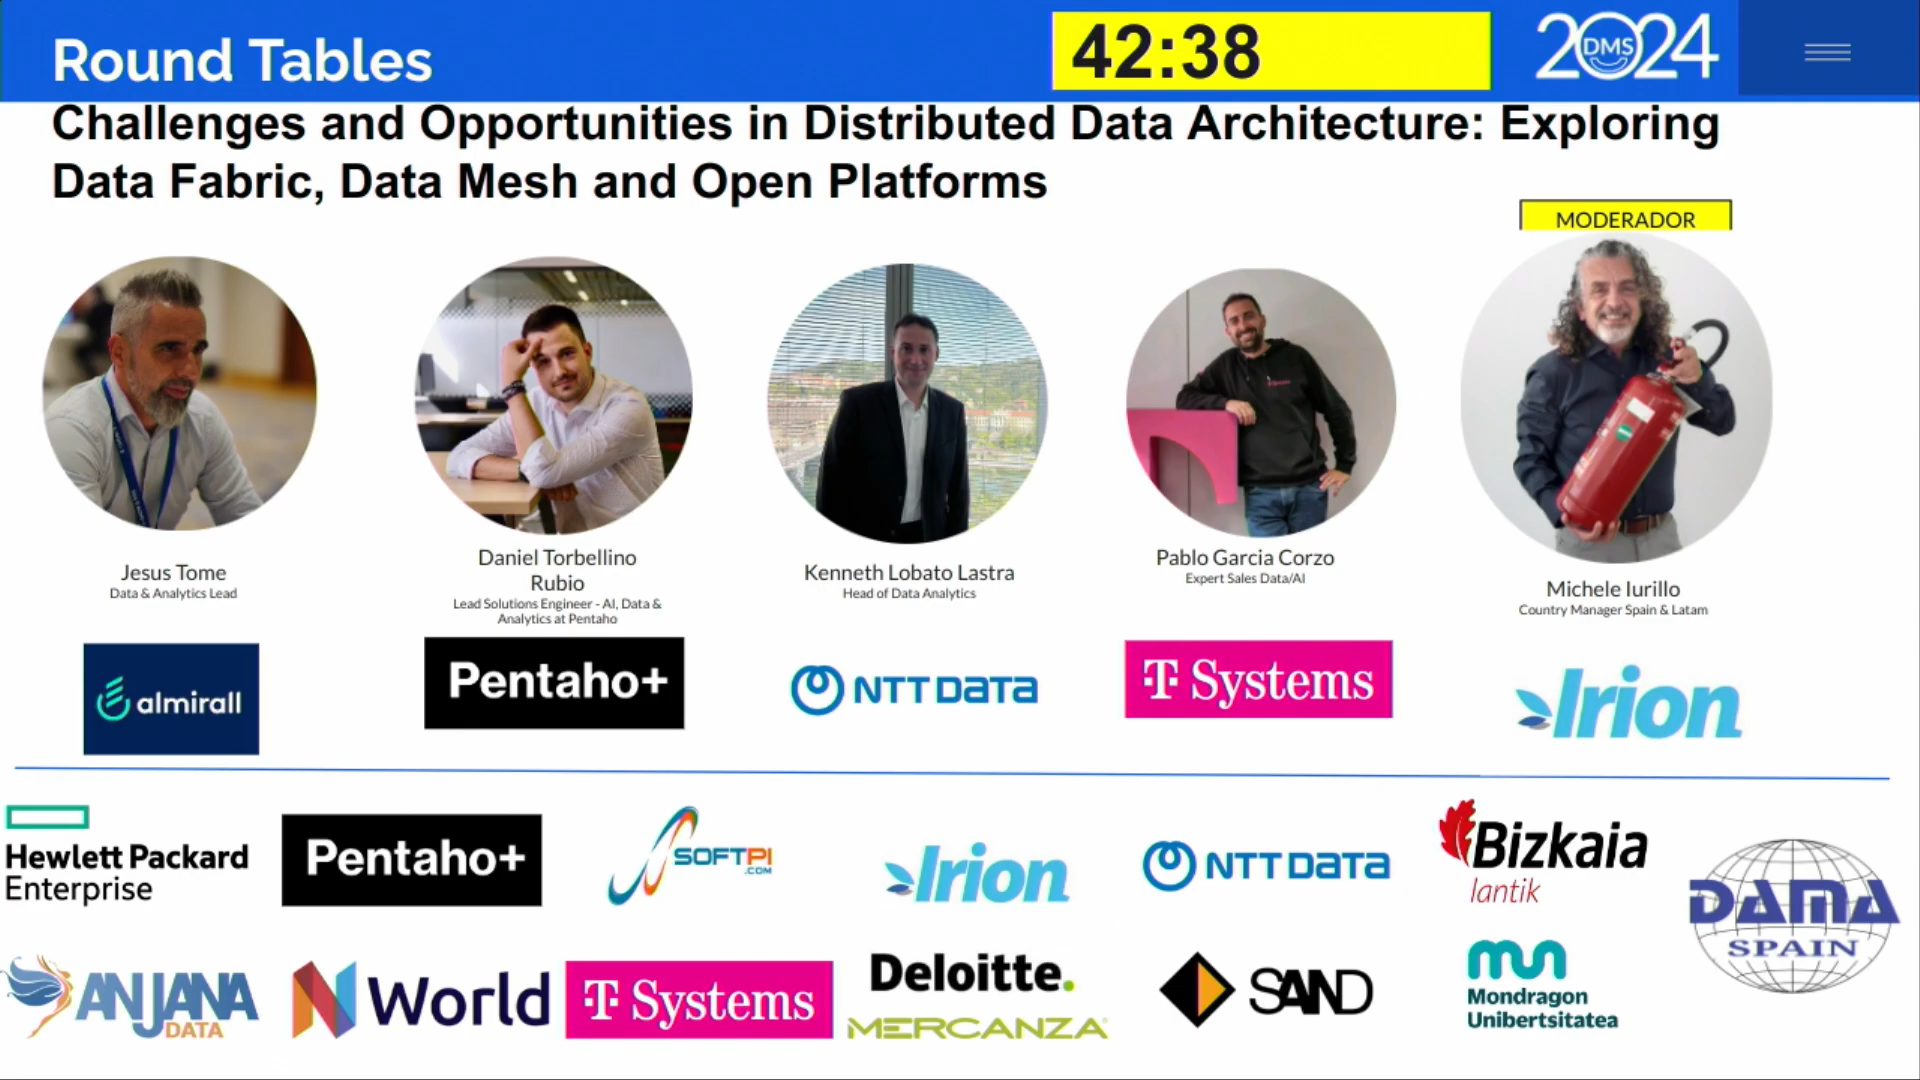 Round Tables
42:38
2024
DMS
Challenges and Opportunities in Distributed Data Architecture: Exploring
Data Fabric, Data Mesh and Open Platforms
MODERADOR
Jesus Tome
Data & Analytics Lead
Daniel Torbellino
Rubio
Lead Solutions Engineer - AI, Data &
Analytics at Pentaho
Kenneth Lobato Lastra
Head of Data Analytics
Pablo Garcia Corzo
Expert Sales Data/AI
Michele Iurillo
Country Manager Spain & Latam
almirall
Pentaho+
NTT DATA
T Systems
Irion
Hewlett Packard
Enterprise
Pentaho+
SOFTPI
.COM
Irion
NTT DATA
Bizkaia
lantik
DAMA
SPAIN
ANJANA
DATA
N World
T Systems
Deloitte.
MERCANZA
SAND
Mondragon
Unibertsitatea